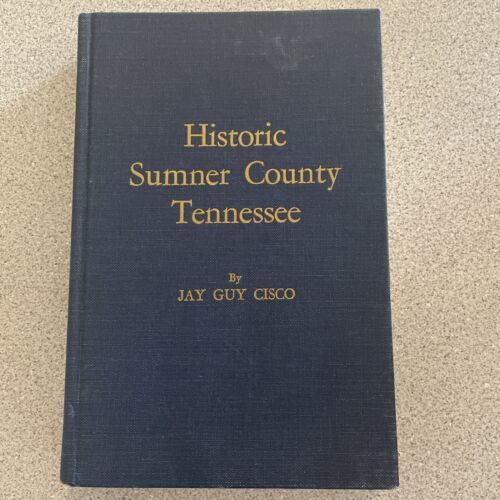 Historic
Sumner County
Tennessee
By
JAY GUY CISCO